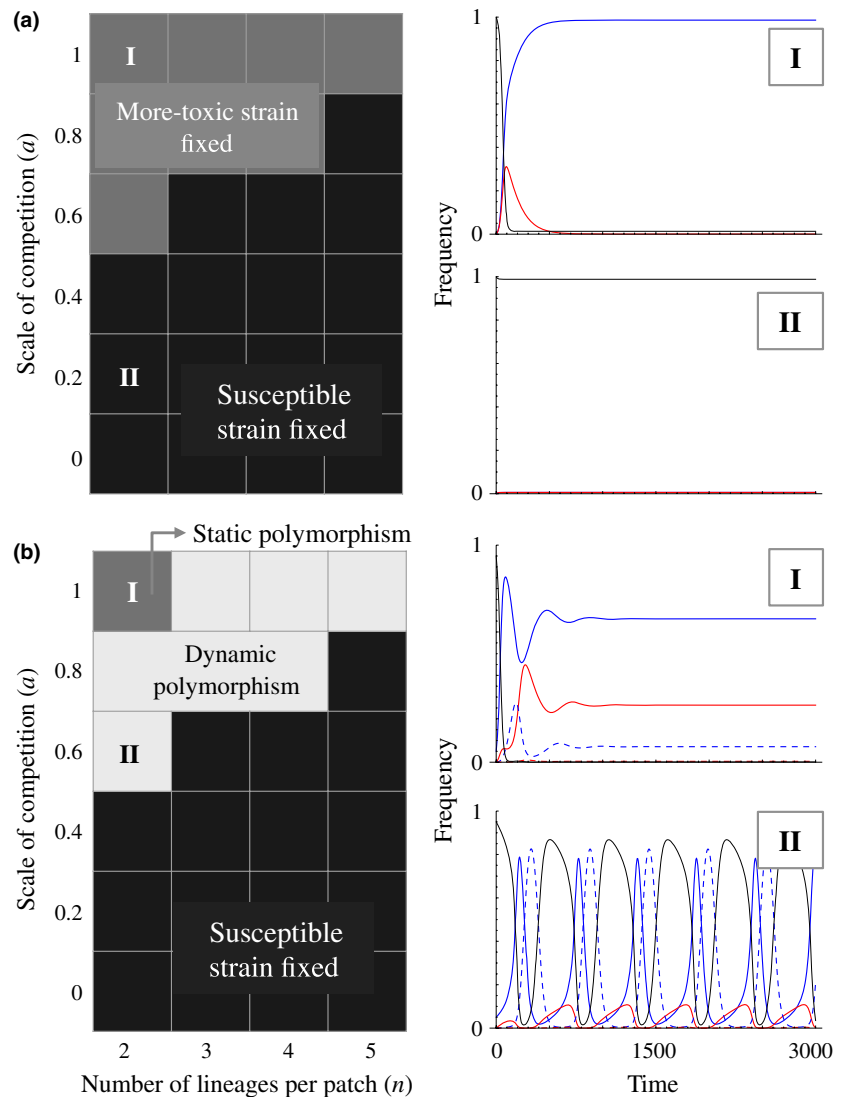 (a)
Scale of competition (a)
1
0.8
0.6
0.4
0.2
0
I
More-toxic strain
fixed
II
Susceptible
strain fixed
Frequency
1
0
I
1
0
II
(b)
Static polymorphism
Scale of competition (a)
1
0.8
0.6
0.4
0.2
0
I
Dynamic
polymorphism
II
Susceptible
strain fixed
2 3 4 5
Number of lineages per patch (n)
Frequency
1
0
I
1
0
II
0 1500 3000
Time